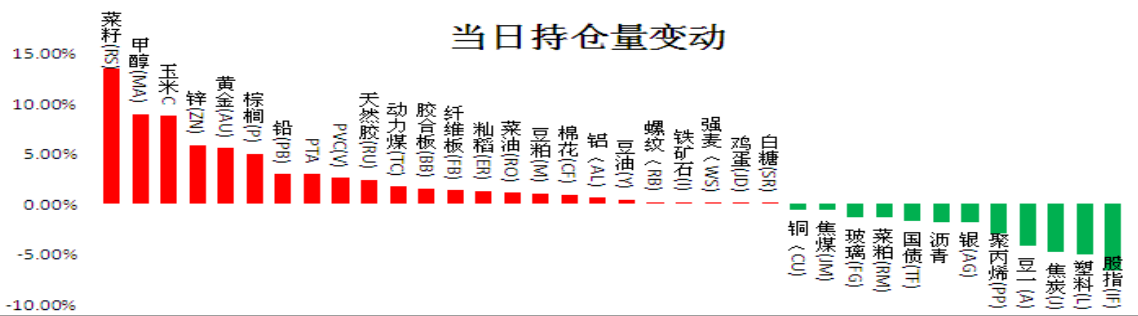 当日持仓量变动
15.00%
10.00%
5.00%
0.00%
-5.00%
-10.00%
菜籽(RS)
甲醇(MA)
玉米C
锌(ZN)
黄金(AU)
棕榈(P)
铅(PB)
PTA
PVC(V)
天然胶(RU)
动力煤(TC)
胶合板(BB)
纤维板(FB)
籼稻(ER)
菜油(RO)
豆粕(M)
棉花(CF)
铝〈AL)
豆油(Y)
螺纹〈RB)
铁矿石(I)
强麦〈WS)
鸡蛋(JD)
白糖(SR)
铜〈CU)
焦煤(JM)
玻璃(FG)
菜粕(RM)
国债(TF)
沥青
银(AG)
聚丙烯(PP)
豆一(A)
焦炭(J)
塑料(L)
股指(IF)